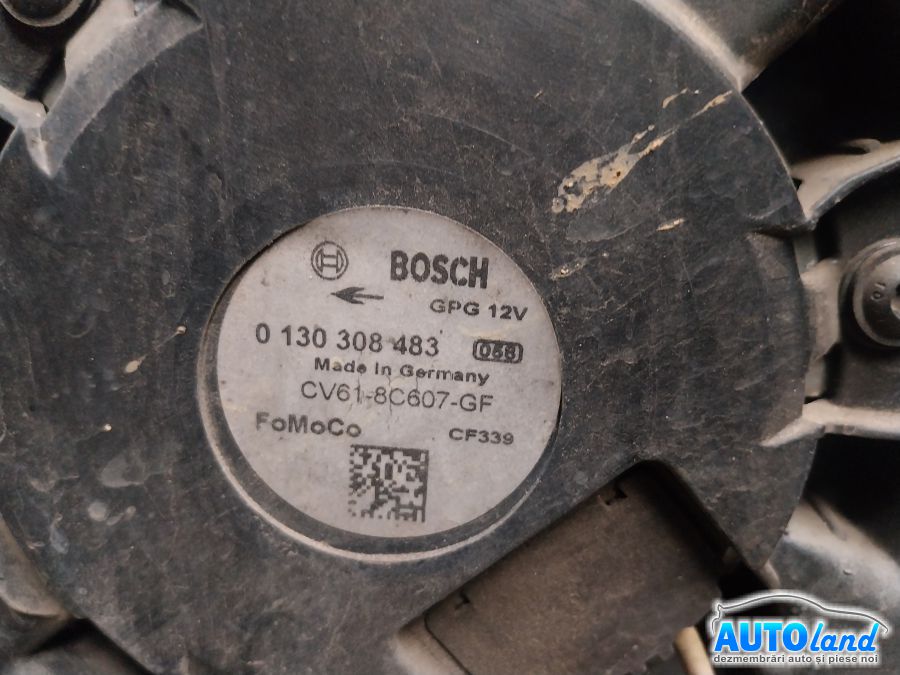 BOSCH
GPG 12V
0 130 308 483
Made In Germany
CV61-8C607-GF
FoMoCo CF339
AUTOland
dezmembrări auto și piese noi